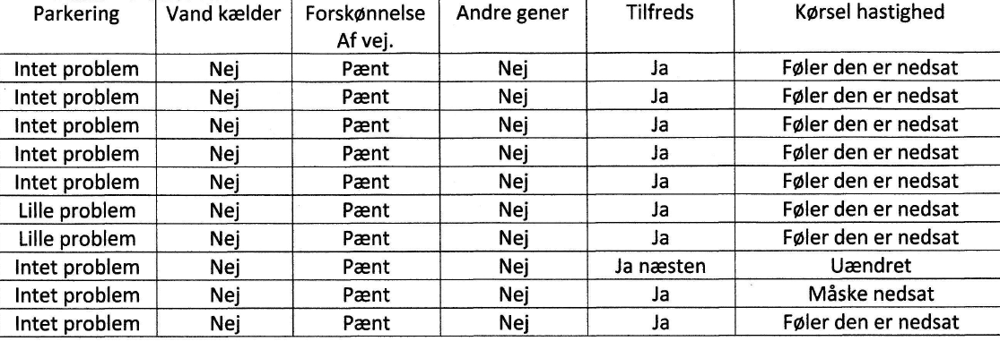 Parkering Vand kælder Forskønnelse Andre gener Tilfreds Kørsel hastighed
Af vej.
Intet problem Nej Pænt Nej Ja Føler den er nedsat
Intet problem Nej Pænt Nej Ja Føler den er nedsat
Intet problem Nej Pænt Nej Ja Føler den er nedsat
Intet problem Nej Pænt Nej Ja Føler den er nedsat
Intet problem Nej Pænt Nej Ja Føler den er nedsat
Lille problem Nej Pænt Nej Ja Føler den er nedsat
Lille problem Nej Pænt Nej Ja Føler den er nedsat
Intet problem Nej Pænt Nej Ja næsten Uændret
Intet problem Nej Pænt Nej Ja Måske nedsat
Intet problem Nej Pænt Nej Ja Føler den er nedsat